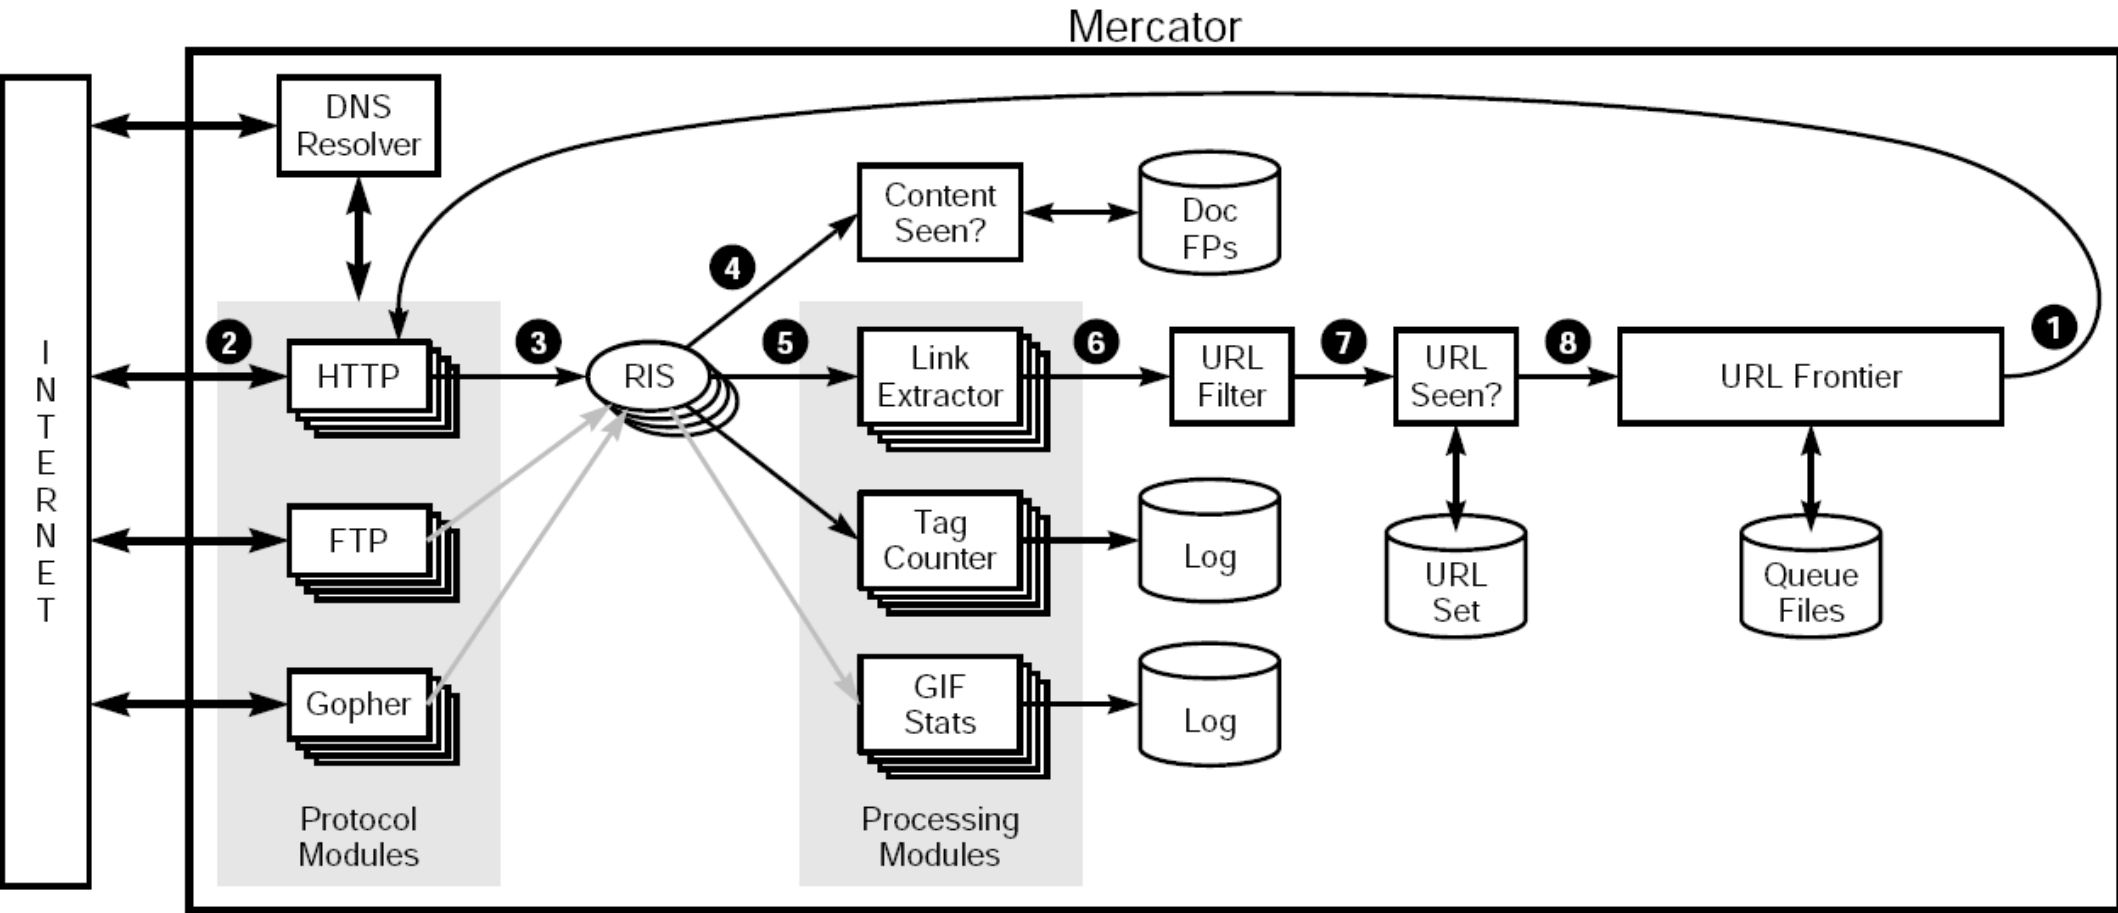 Mercator
DNS
Resolver
Content
Seen?
Doc
FPs
4
INTERNET
2
HTTP
3
RIS
5
Link
Extractor
6
URL
Filter
7
URL
Seen?
8
URL Frontier
1
FTP
Tag
Counter
Log
URL
Set
Queue
Files
Gopher
GIF
Stats
Log
Protocol
Modules
Processing
Modules